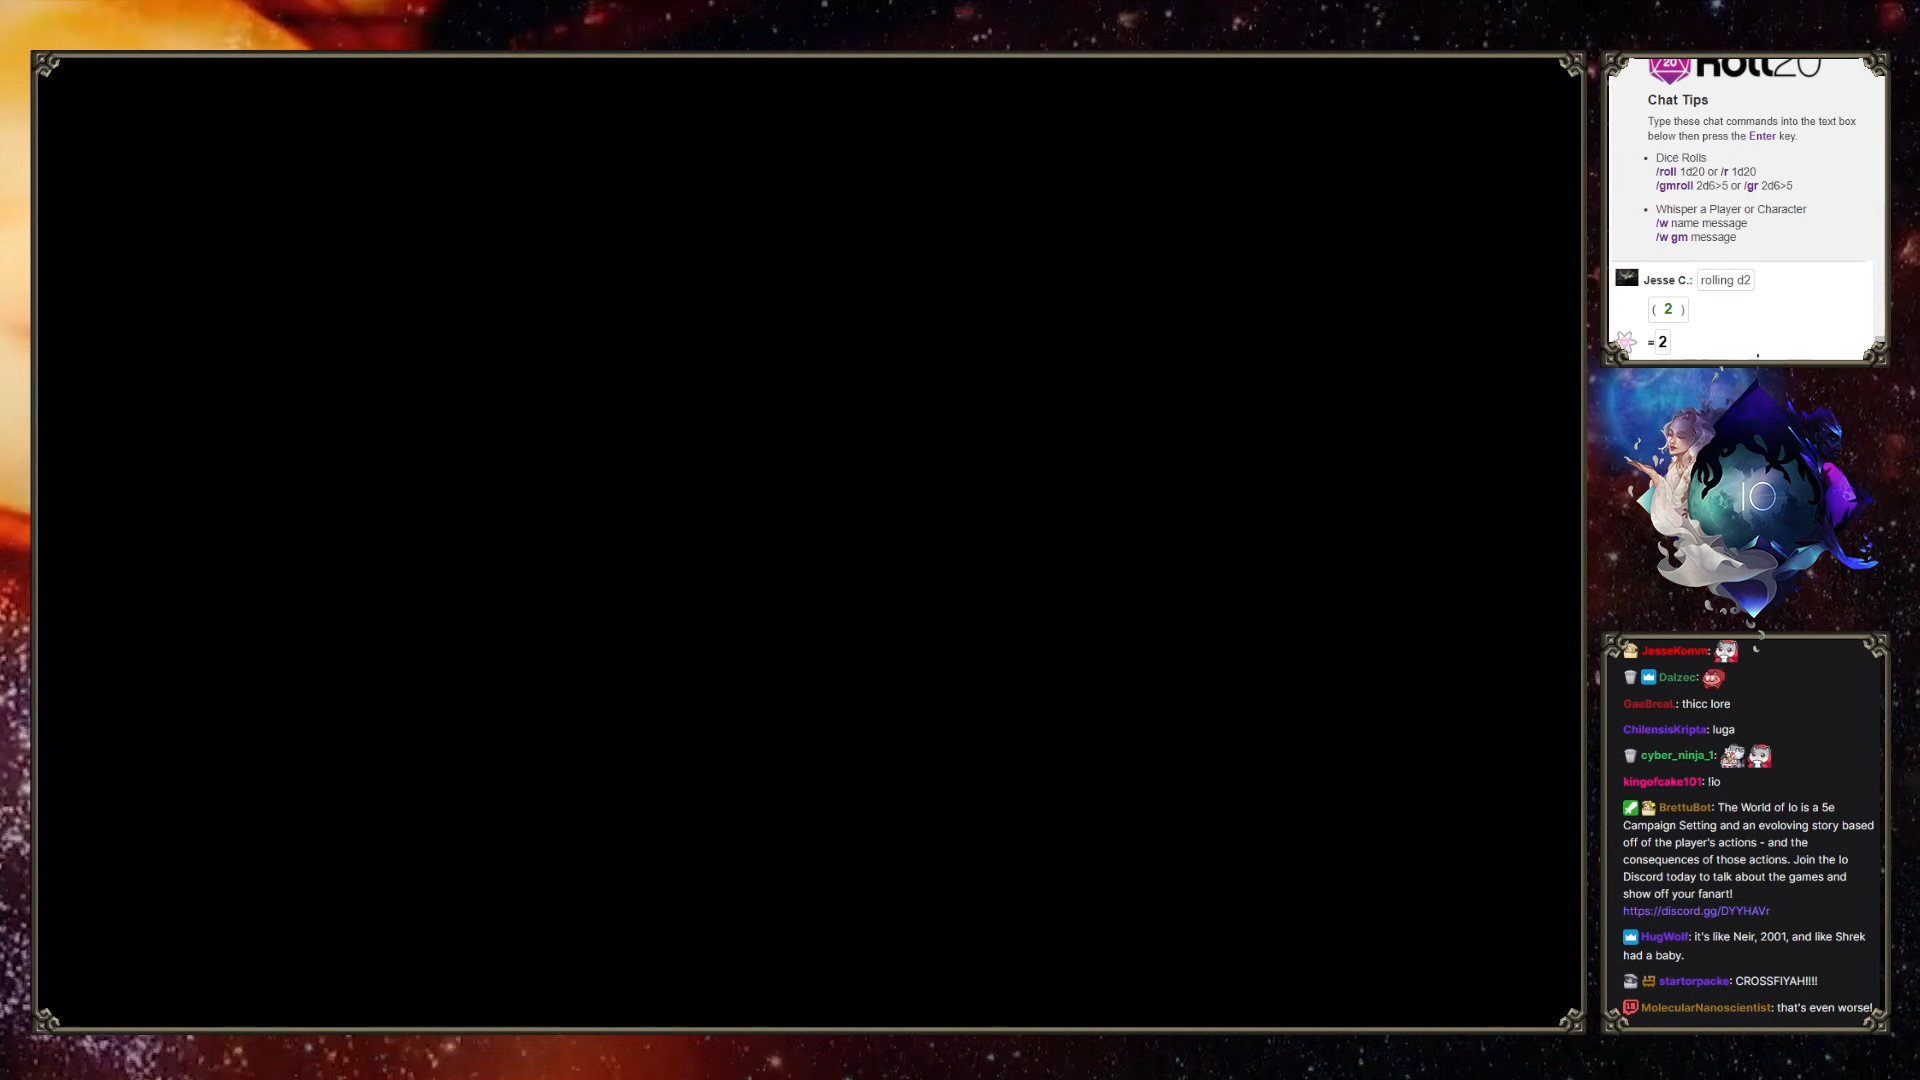 20 Roll20
Chat Tips
Type these chat commands into the text box
below then press the Enter key.
• Dice Rolls
/roll 1d20 or /r 1d20
/gmroll 2d6>5 or /gr 2d6>5
• Whisper a Player or Character
/w name message
/w gm message
Jesse C.: rolling d2
( 2 )
=2
IO
JesseKomm:
Dalzec:
GaeBreaL: thicc lore
ChilensisKripta: luga
cyber_ninja_1:
kingofcake101: !io
BrettuBot: The World of Io is a 5e
Campaign Setting and an evoloving story based
off of the player's actions - and the
consequences of those actions. Join the Io
Discord today to talk about the games and
show off your fanart!
https://discord.gg/DYYHAVr
HugWolf: it's like Neir, 2001, and like Shrek
had a baby.
startorpacke: CROSSFIYAH!!!!
MolecularNanoscientist: that's even worse!